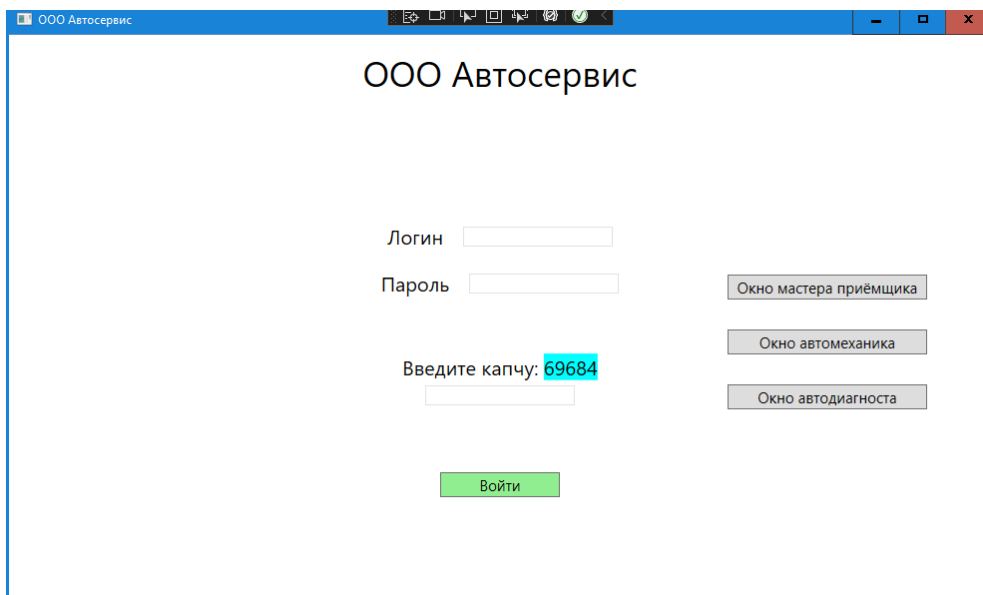 ООО Автосервис
ООО Автосервис
Логин
Пароль
Окно мастера приёмщика
Окно автомеханика
Введите капчу: 69684
Окно автодиагноста
Войти